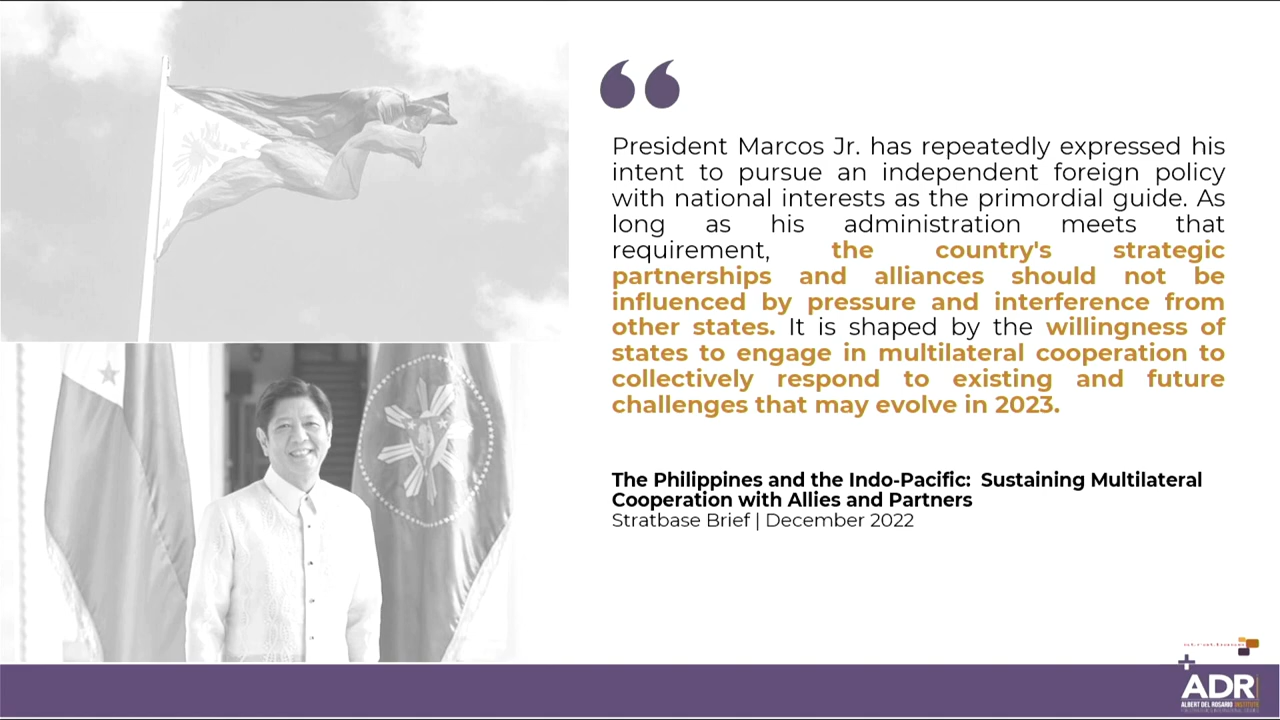 President Marcos Jr. has repeatedly expressed his
intent to pursue an independent foreign policy
with national interests as the primordial guide. As
long as his administration meets that
requirement, the country's strategic
partnerships and alliances should not be
influenced by pressure and interference from
other states. It is shaped by the willingness of
states to engage in multilateral cooperation to
collectively respond to existing and future
challenges that may evolve in 2023.
The Philippines and the Indo-Pacific: Sustaining Multilateral
Cooperation with Allies and Partners
Stratbase Brief | December 2022
ADR
ALBERT DEL ROSARIO INSTITUTE